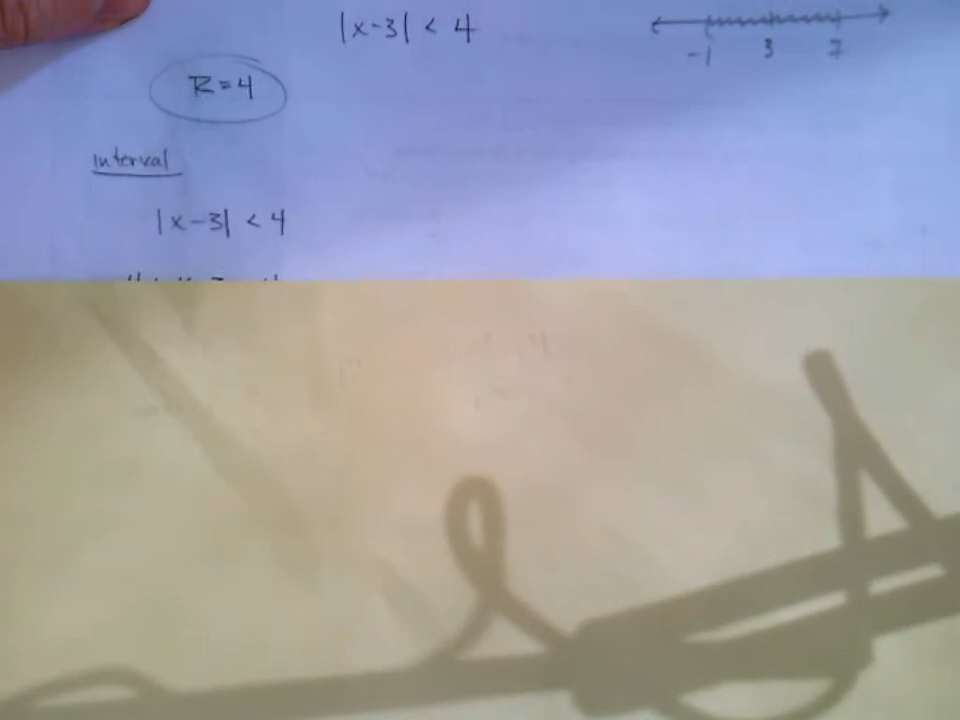 |x-3| < 4
-1 3 7
R=4
Interval
|x-3| < 4